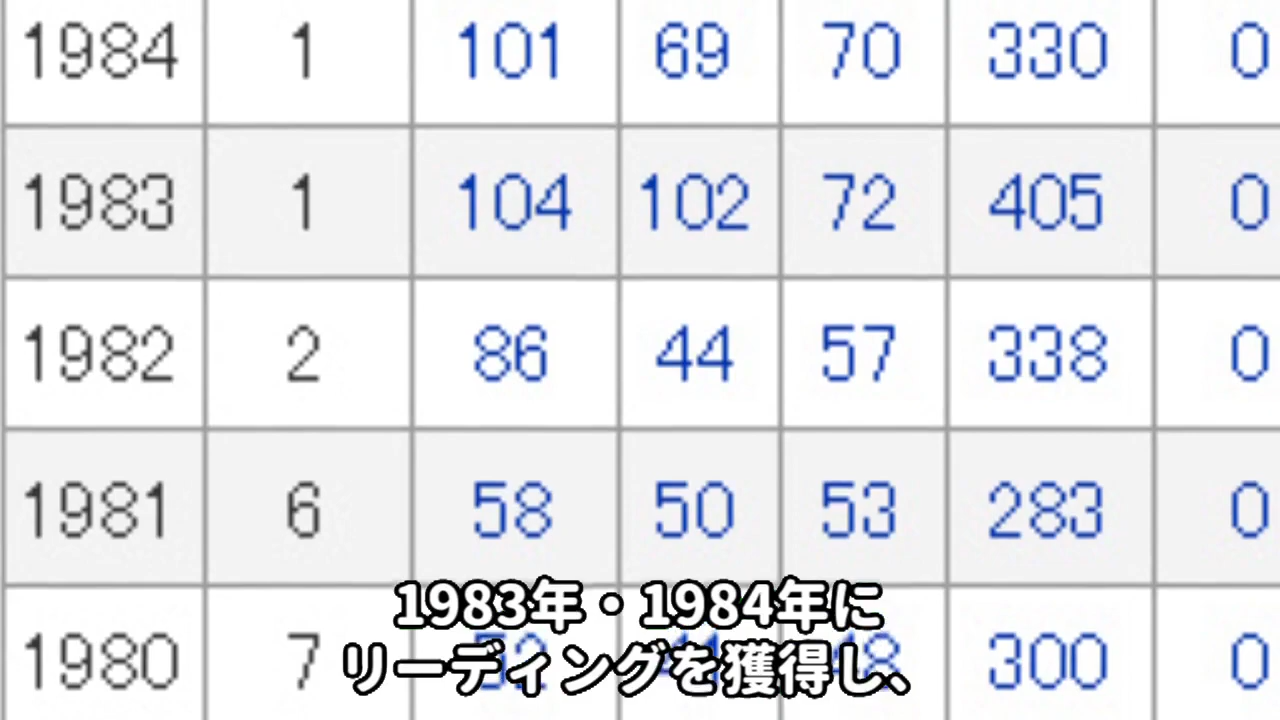 1984 1 101 69 70 330 0
1983 1 104 102 72 405 0
1982 2 86 44 57 338 0
1981 6 58 50 53 283 0
1980 7 52 48 300 0
1983年・1984年に
リーディングを獲得し、